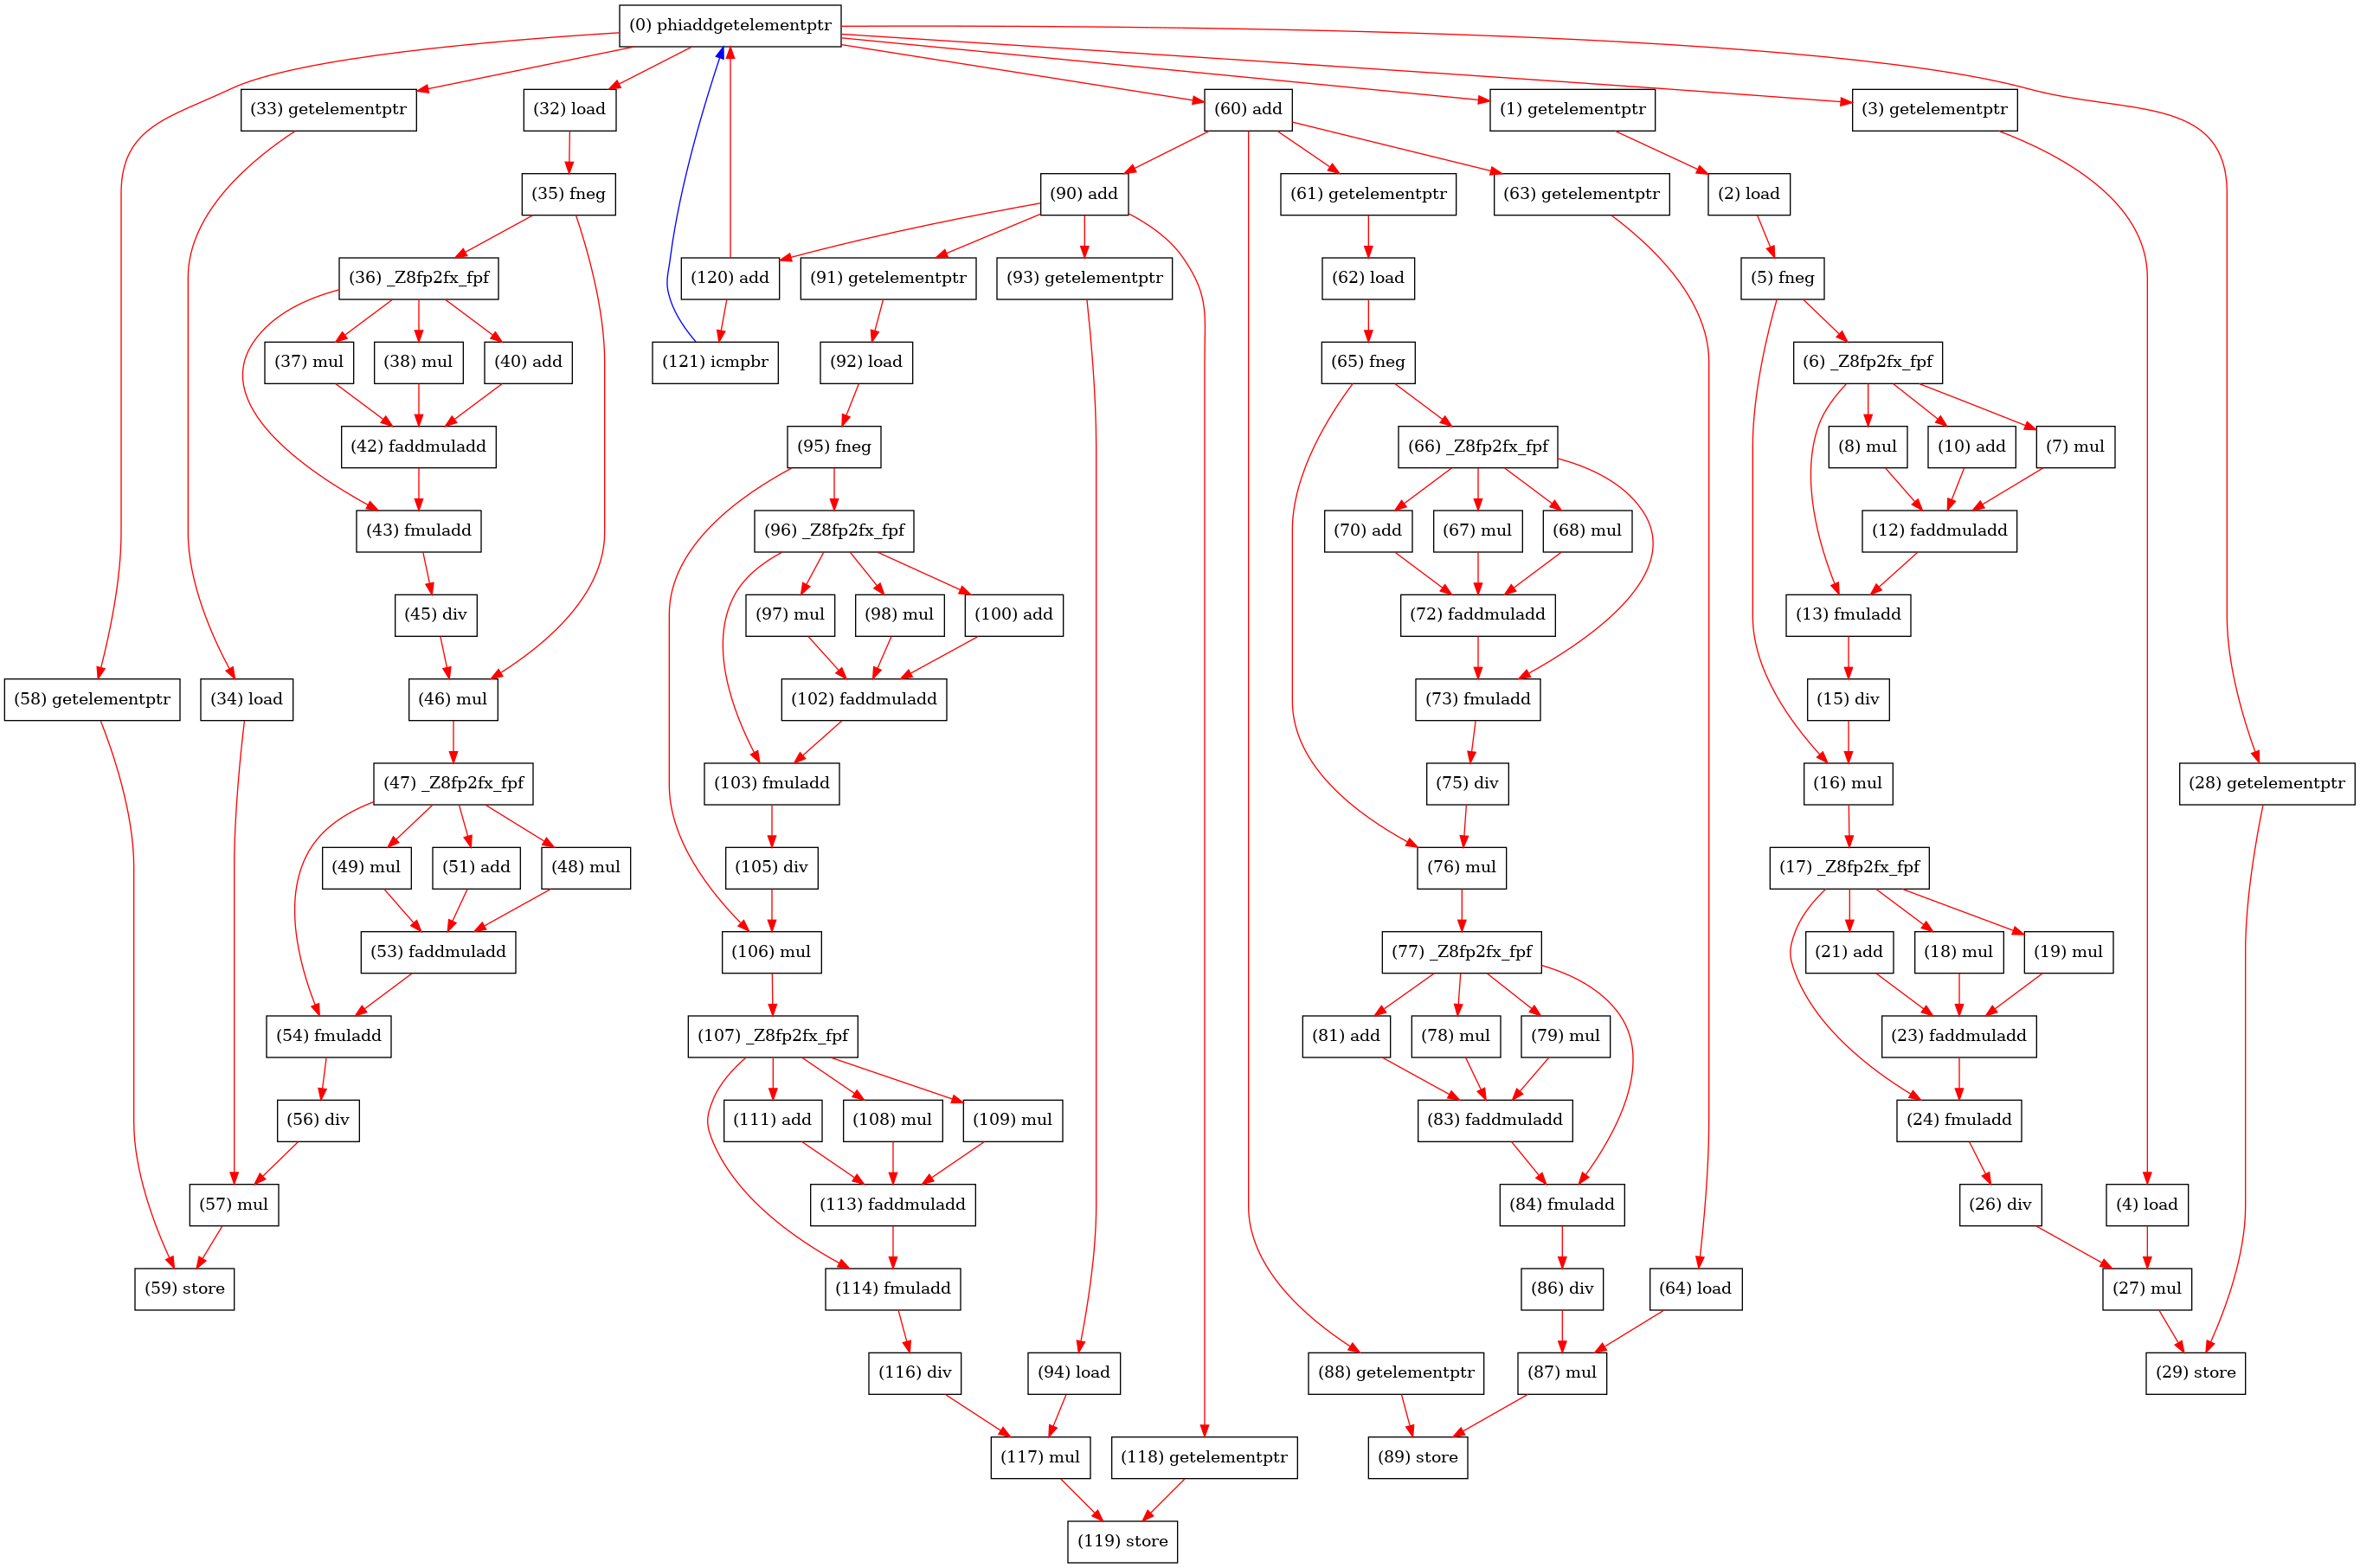 (0) phiaddgetelementptr
(33) getelementptr
(32) load
(60) add
(1) getelementptr
(3) getelementptr
(35) fneg
(90) add
(61) getelementptr
(63) getelementptr
(2) load
(36) _Z8fp2fx_fpf
(120) add
(91) getelementptr
(93) getelementptr
(62) load
(5) fneg
(37) mul
(38) mul
(40) add
(121) icmpbr
(92) load
(65) fneg
(6) _Z8fp2fx_fpf
(42) faddmuladd
(95) fneg
(66) _Z8fp2fx_fpf
(8) mul
(10) add
(7) mul
(43) fmuladd
(96) _Z8fp2fx_fpf
(70) add
(67) mul
(68) mul
(12) faddmuladd
(45) div
(97) mul
(98) mul
(100) add
(72) faddmuladd
(13) fmuladd
(58) getelementptr
(34) load
(46) mul
(102) faddmuladd
(73) fmuladd
(15) div
(47) _Z8fp2fx_fpf
(103) fmuladd
(75) div
(16) mul
(28) getelementptr
(49) mul
(51) add
(48) mul
(105) div
(76) mul
(17) _Z8fp2fx_fpf
(53) faddmuladd
(106) mul
(77) _Z8fp2fx_fpf
(21) add
(18) mul
(19) mul
(54) fmuladd
(107) _Z8fp2fx_fpf
(81) add
(78) mul
(79) mul
(23) faddmuladd
(56) div
(111) add
(108) mul
(109) mul
(83) faddmuladd
(24) fmuladd
(57) mul
(113) faddmuladd
(84) fmuladd
(26) div
(4) load
(59) store
(114) fmuladd
(86) div
(64) load
(27) mul
(116) div
(94) load
(88) getelementptr
(87) mul
(29) store
(117) mul
(118) getelementptr
(89) store
(119) store